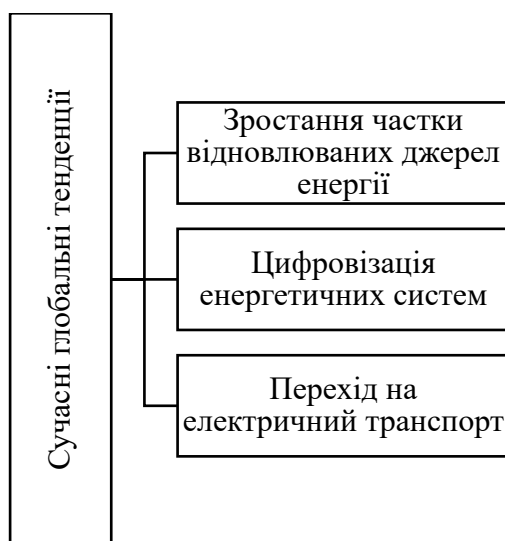 Сучасні глобальні тенденції
Зростання частки
відновлюваних джерел
енергії
Цифровізація
енергетичних систем
Перехід на
електричний транспорт